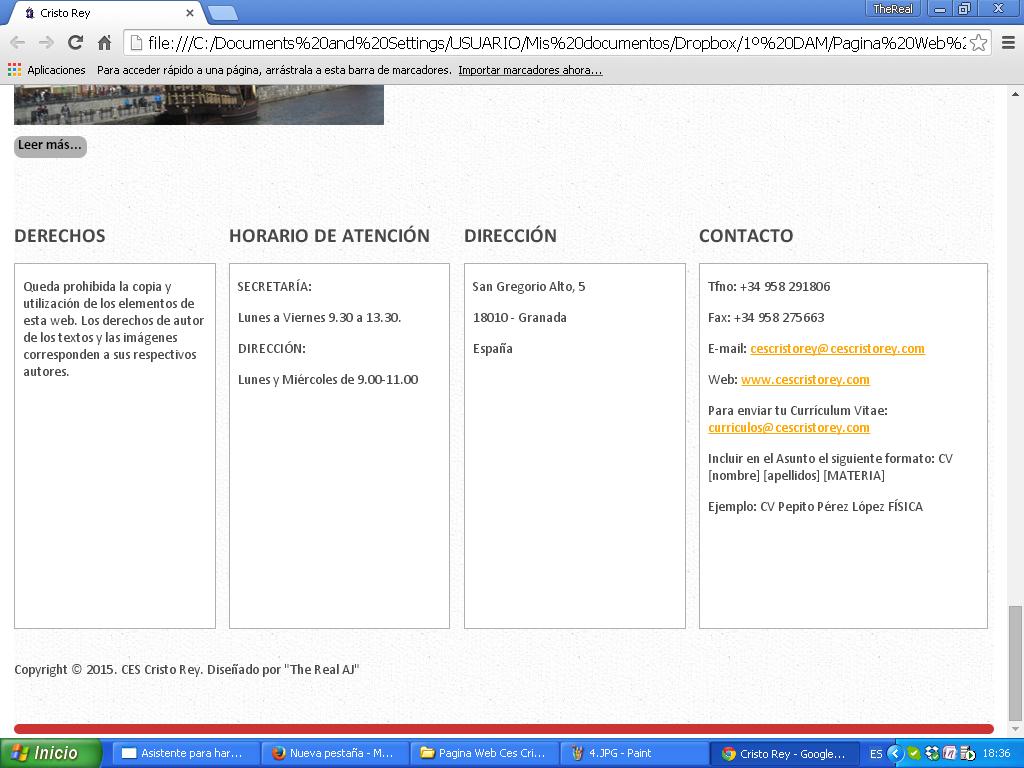 Cristo Rey
TheReal
file:///C:/Documents%20and%20Settings/USUARIO/Mis%20documentos/Dropbox/1º%20DAM/Pagina%20Web%2
Aplicaciones
Para acceder rápido a una página, arrástrala a esta barra de marcadores. Importar marcadores ahora...
Leer más...
DERECHOS
Queda prohibida la copia y
utilización de los elementos de
esta web. Los derechos de autor
de los textos y las imágenes
corresponden a sus respectivos
autores.
HORARIO DE ATENCIÓN
SECRETARÍA:
Lunes a Viernes 9.30 a 13.30.
DIRECCIÓN:
Lunes y Miércoles de 9.00-11.00
DIRECCIÓN
San Gregorio Alto, 5
18010 - Granada
España
CONTACTO
Tfno: +34 958 291806
Fax: +34 958 275663
E-mail: cescristorey@cescristorey.com
Web: www.cescristorey.com
Para enviar tu Currículum Vitae:
curriculos@cescristorey.com
Incluir en el Asunto el siguiente formato: CV
[nombre] [apellidos] [MATERIA]
Ejemplo: CV Pepito Pérez López FÍSICA
Copyright © 2015. CES Cristo Rey. Diseñado por "The Real AJ"
Inicio
Asistente para har...
Nueva pestaña - M...
Pagina Web Ces Cri...
4.JPG - Paint
Cristo Rey - Google...
ES
18:36